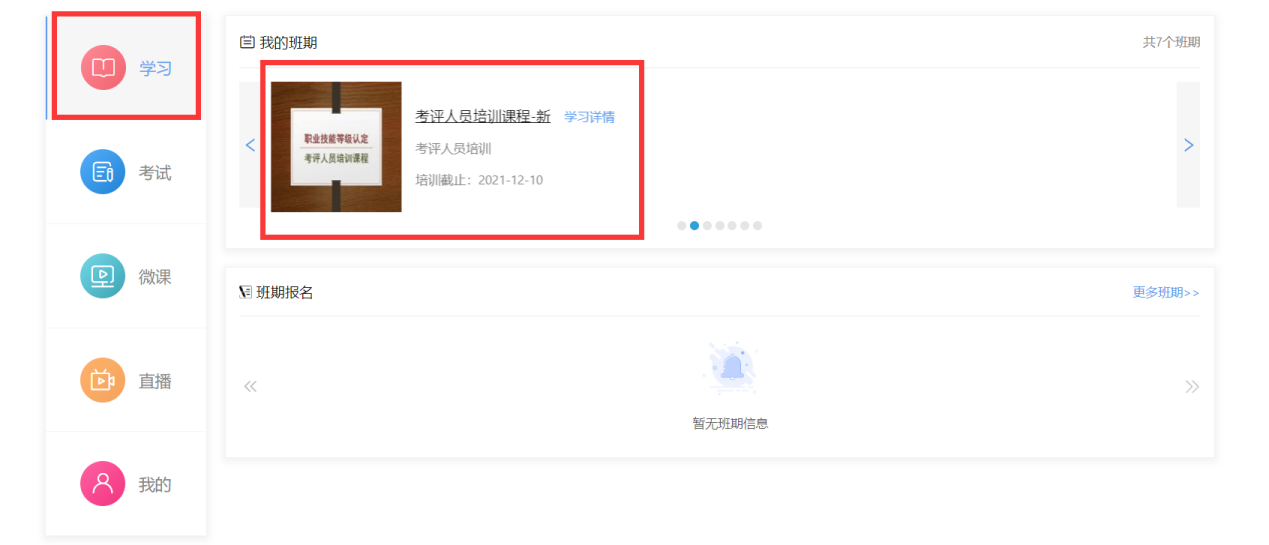 学习
考试
微课
直播
我的
我的班期
共7个班期
职业技能等级认定
考评人员培训课程
考评人员培训课程-新 学习详情
考评人员培训
培训截止：2021-12-10
班期报名
更多班期>>
暂无班期信息